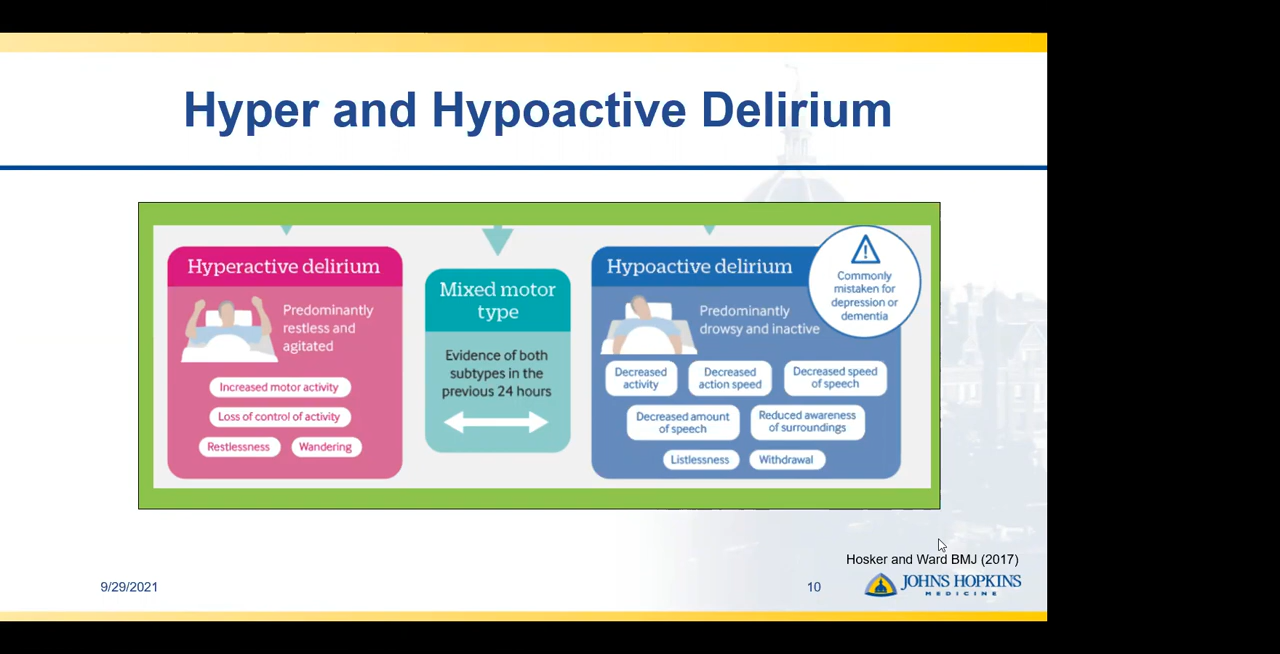 Hyper and Hypoactive Delirium
Hyperactive delirium
Predominantly
restless and
agitated
Increased motor activity
Loss of control of activity
Restlessness
Wandering
Mixed motor
type
Evidence of both
subtypes in the
previous 24 hours
Hypoactive delirium
Predominantly
drowsy and inactive
!
Commonly
mistaken for
depression or
dementia
Decreased
activity
Decreased
action speed
Decreased speed
of speech
Decreased amount
of speech
Reduced awareness
of surroundings
Listlessness
Withdrawal
Hosker and Ward BMJ (2017)
9/29/2021
10
JOHNS HOPKINS
MEDICINE